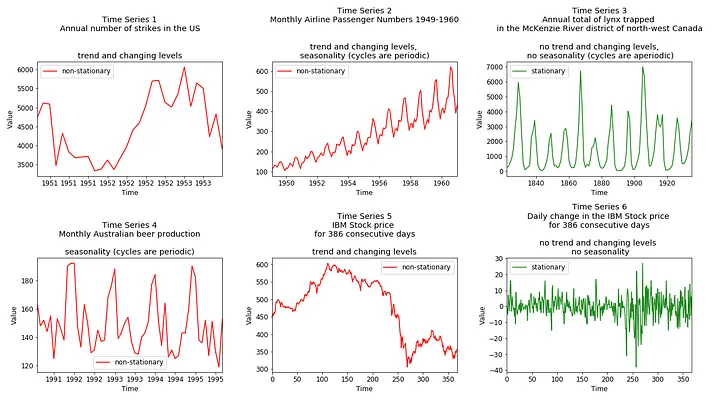 Time Series 1
Annual number of strikes in the US
trend and changing levels
non-stationary
Value
6000
5500
5000
4500
4000
3500
1951 1951 1951 1952 1952 1952 1953 1953
Time
Time Series 2
Monthly Airline Passenger Numbers 1949-1960
trend and changing levels,
seasonality (cycles are periodic)
non-stationary
Value
600
500
400
300
200
100
1950 1952 1954 1956 1958 1960
Time
Time Series 3
Annual total of lynx trapped
in the McKenzie River district of north-west Canada
no trend and changing levels,
no seasonality (cycles are aperiodic)
stationary
Value
7000
6000
5000
4000
3000
2000
1000
0
1840 1860 1880 1900 1920
Time
Time Series 4
Monthly Australian beer production
seasonality (cycles are periodic)
non-stationary
Value
180
160
140
120
1991 1992 1992 1993 1993 1994 1994 1995 1995
Time
Time Series 5
IBM Stock price
for 386 consecutive days
trend and changing levels
non-stationary
Value
600
550
500
450
400
350
300
0 50 100 150 200 250 300 350
Time
Time Series 6
Daily change in the IBM Stock price
for 386 consecutive days
no trend and changing levels
no seasonality
stationary
Value
30
20
10
0
−10
−20
−30
−40
0 50 100 150 200 250 300 350
Time